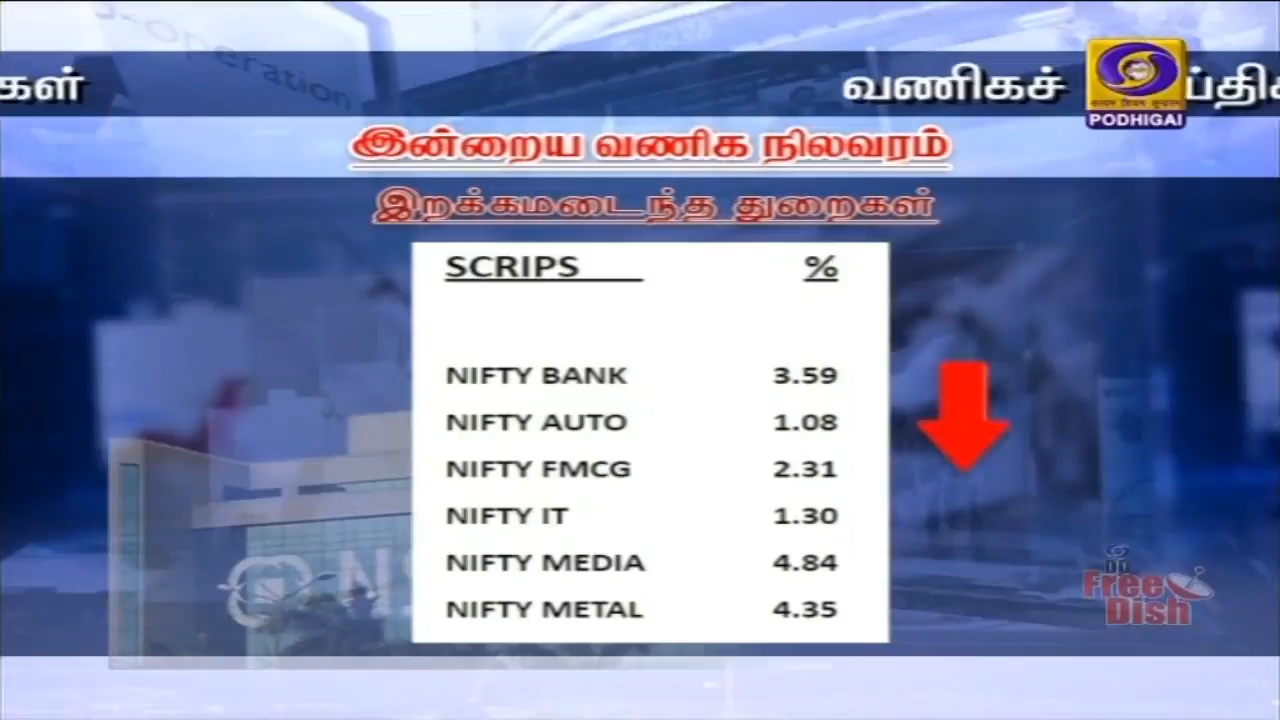 -operation
கள்
வணிகச்
ப்திக
PODHIGAI
இன்றைய வணிக நிலவரம்
இறக்கமடைந்த துறைகள்
SCRIPS %
NIFTY BANK 3.59
NIFTY AUTO 1.08
NIFTY FMCG 2.31
NIFTY IT 1.30
NIFTY MEDIA 4.84
NIFTY METAL 4.35
Free
Dish